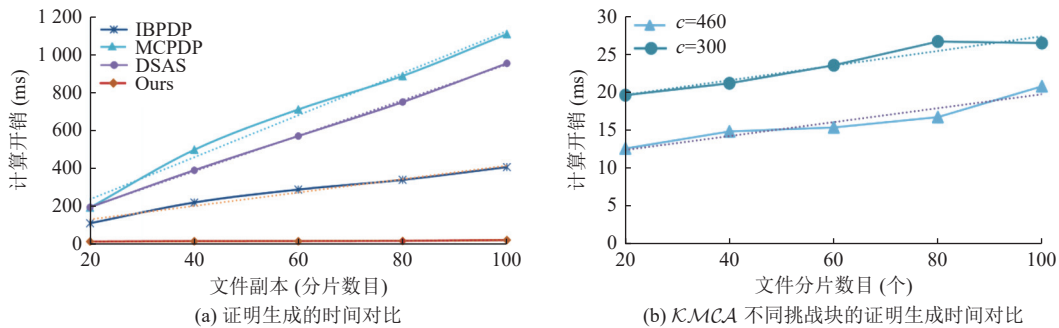 1 200
1 000
800
600
400
200
0
计算开销 (ms)
IBPDP
MCPDP
DSAS
Ours
20
40
60
80
100
文件副本 (分片数目)
(a) 证明生成的时间对比
30
25
20
15
10
5
0
计算开销 (ms)
c=460
c=300
20
40
60
80
100
文件分片数目 (个)
(b) KMCA 不同挑战块的证明生成时间对比